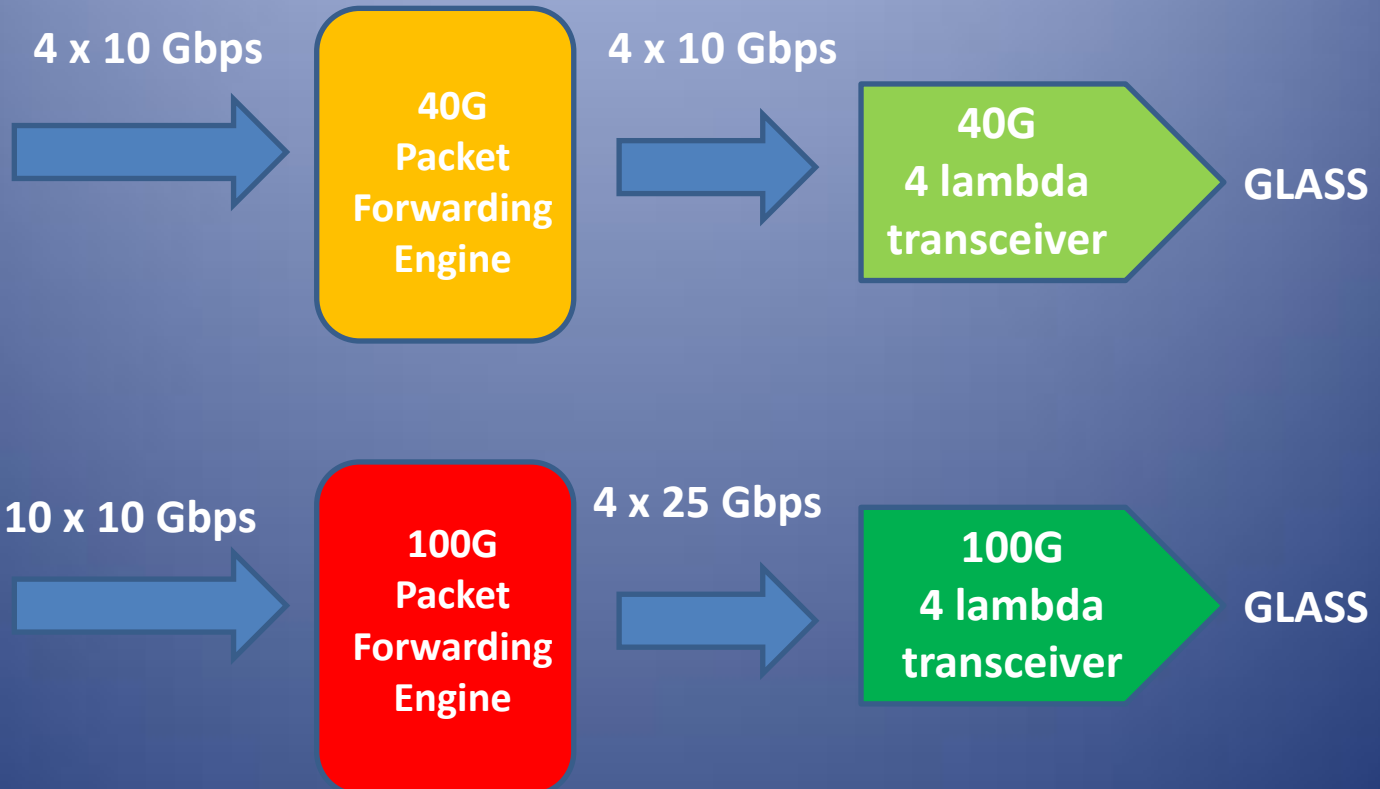 4 x 10 Gbps
40G
Packet
Forwarding
Engine
4 x 10 Gbps
40G
4 lambda
transceiver
GLASS
10 x 10 Gbps
100G
Packet
Forwarding
Engine
4 x 25 Gbps
100G
4 lambda
transceiver
GLASS